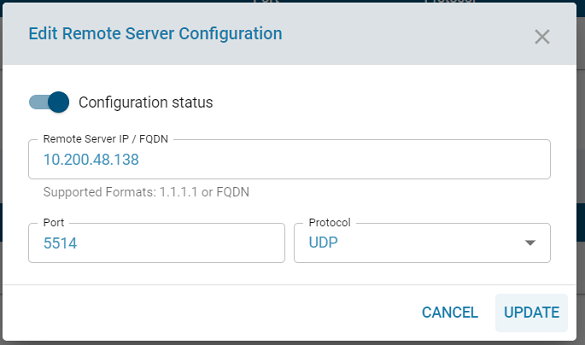 Edit Remote Server Configuration
Configuration status
Remote Server IP / FQDN
10.200.48.138
Supported Formats: 1.1.1.1 or FQDN
Port
5514
Protocol
UDP
CANCEL
UPDATE